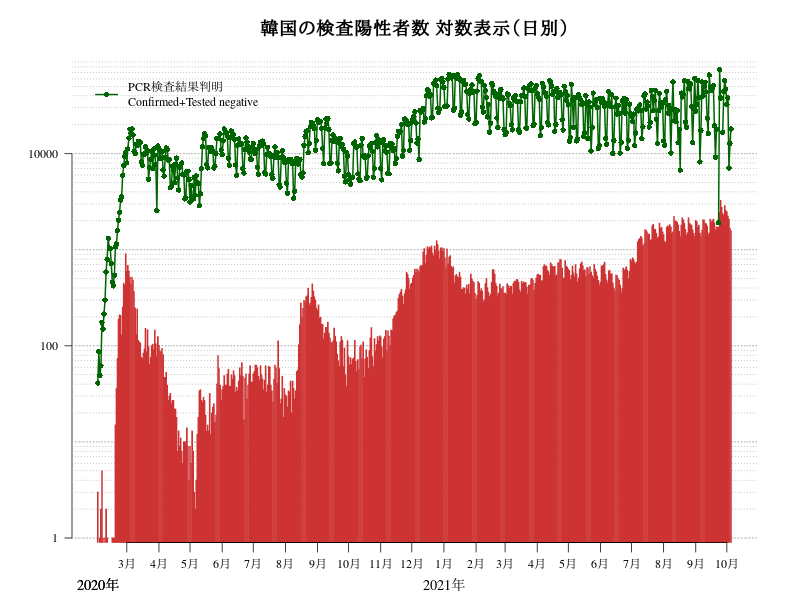 韓国の検査陽性者数 対数表示（日別）
PCR検査結果判明
Confirmed+Tested negative
10000
100
1
3月 4月 5月 6月 7月 8月 9月 10月 11月 12月 1月 2月 3月 4月 5月 6月 7月 8月 9月 10月
2020年 2021年